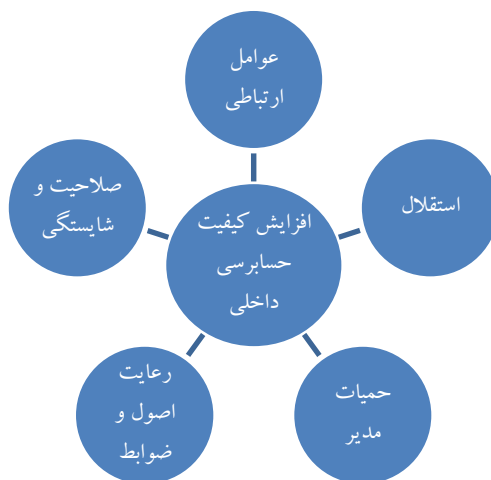 عوامل
ارتباطی
استقلال
حمیات
مدیر
رعایت
اصول و
ضوابط
صلاحیت و
شایستگی
افزایش کیفیت
حسابرسی
داخلی